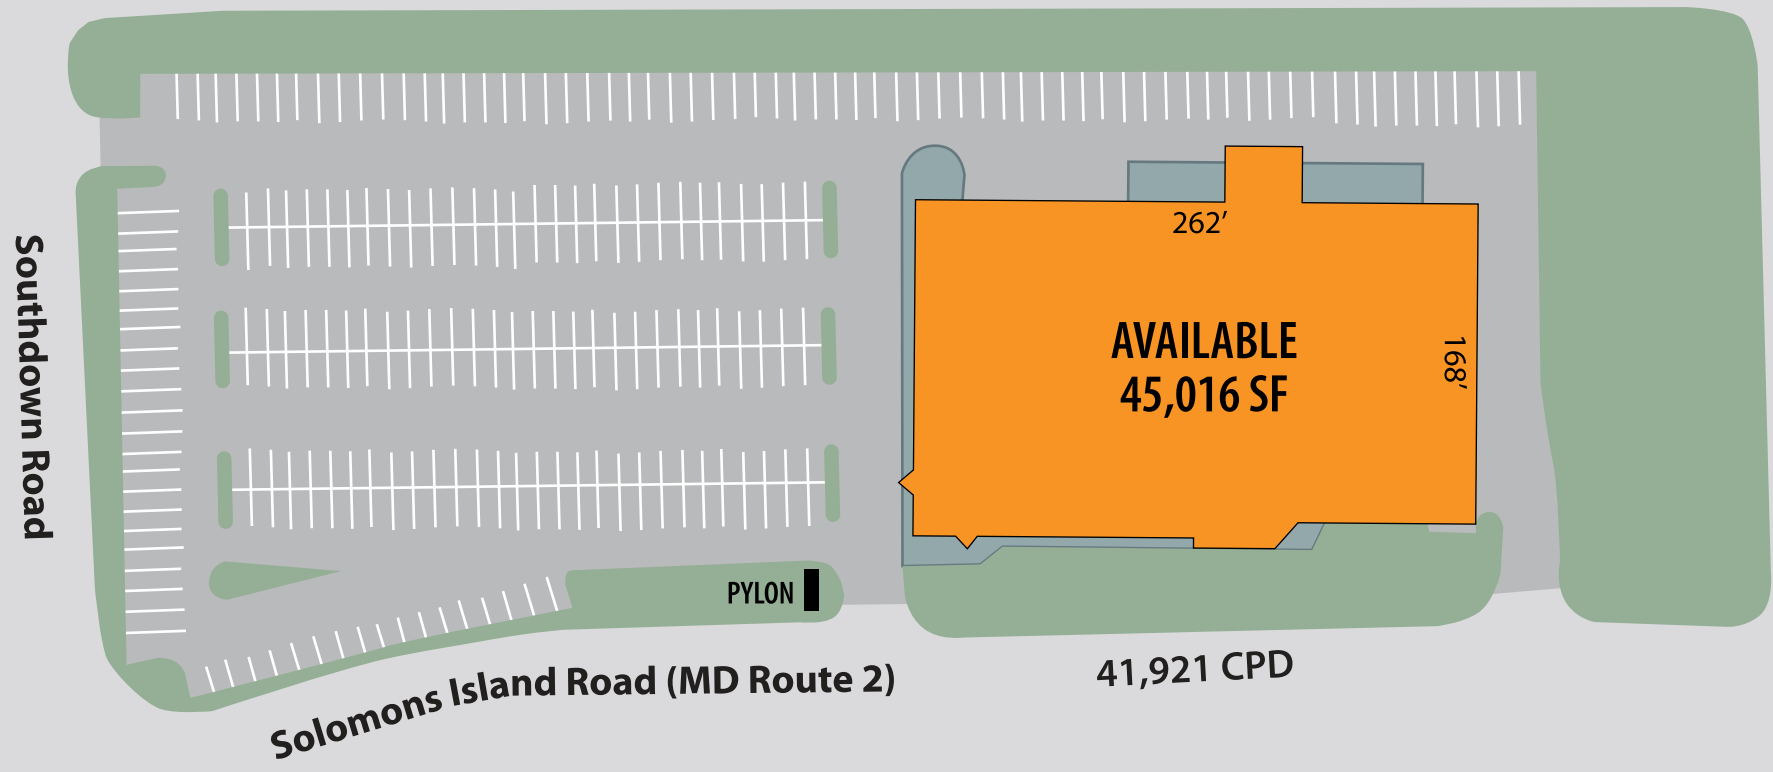 262’
AVAILABLE
45,016 SF
168’
Southdown Road
PYLON
Solomons Island Road (MD Route 2)
41,921 CPD